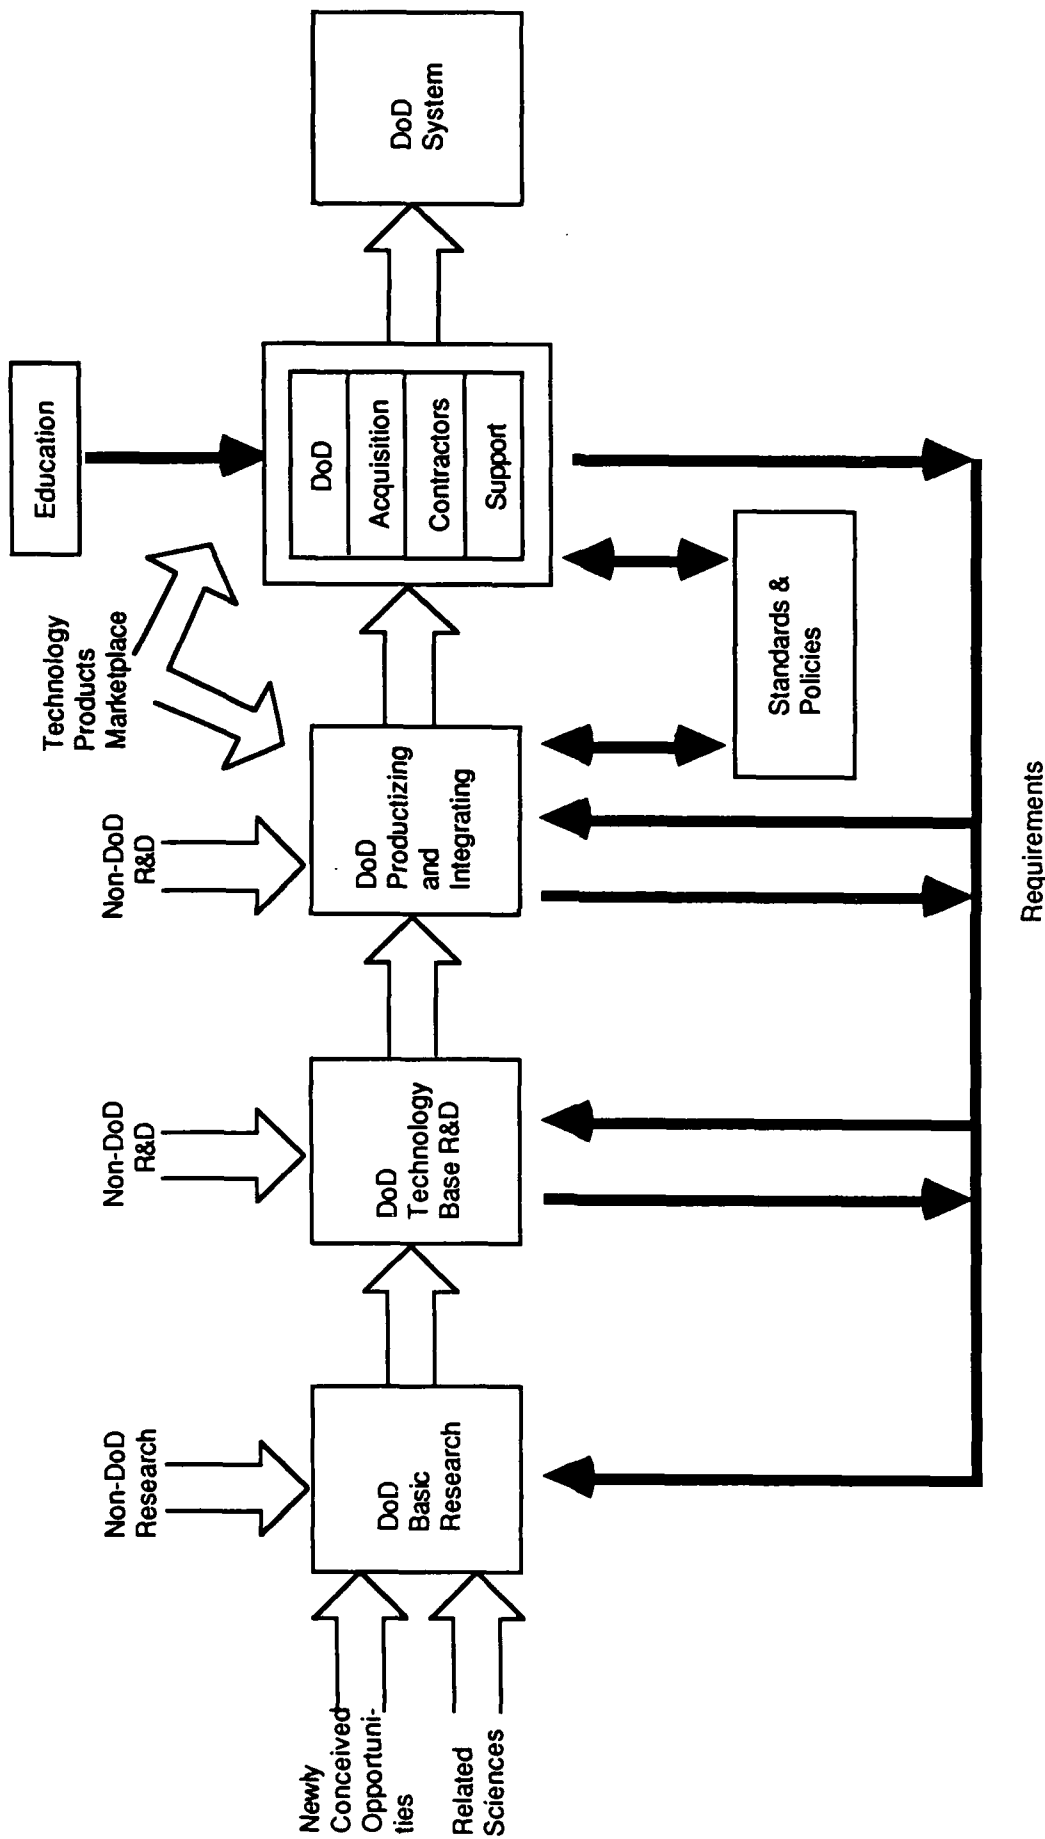 Newly
Conceived
Opportuni-
ties
Related
Sciences
Non-DoD
Research
DoD
Basic
Research
Non-DoD
R&D
DoD
Technology
Base R&D
Non-DoD
R&D
DoD
Productizing
and
Integrating
Technology
Products
Marketplace
Education
DoD
Acquisition
Contractors
Support
DoD
System
Standards &
Policies
Requirements